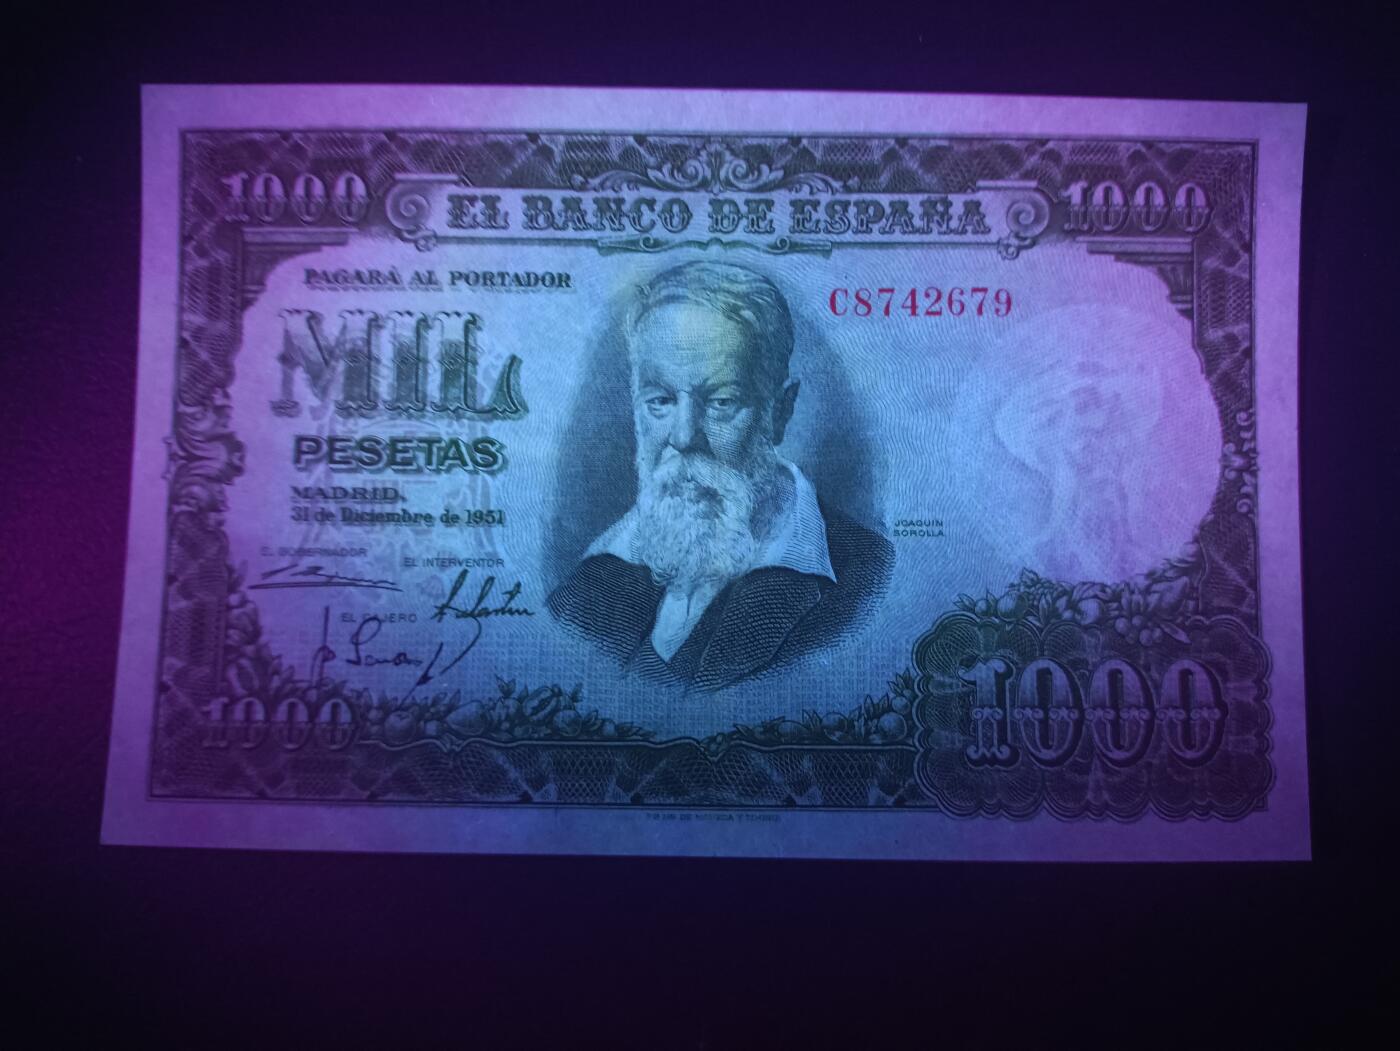 1000 EL BANCO DE ESPAÑA 1000
PAGARÁ AL PORTADOR
C8742679
MIL
PESETAS
MADRID,
31 de Diciembre de 1951
JOAQUIN
SOROLLA
EL GOBERNADOR
EL INTERVENTOR
EL CAJERO
1000
1000